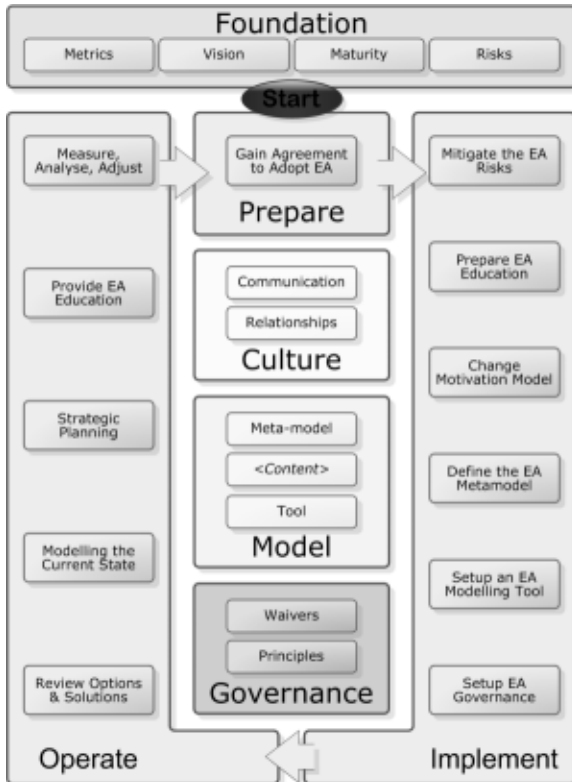 Foundation
Metrics
Vision
Maturity
Risks
Start
Measure,
Analyse, Adjust
Provide EA
Education
Strategic
Planning
Modelling the
Current State
Review Options
& Solutions
Operate
Gain Agreement
to Adopt EA
Prepare
Communication
Relationships
Culture
Meta-model
<Content>
Tool
Model
Waivers
Principles
Governance
Mitigate the EA
Risks
Prepare EA
Education
Change
Motivation Model
Define the EA
Metamodel
Setup an EA
Modelling Tool
Setup EA
Governance
Implement